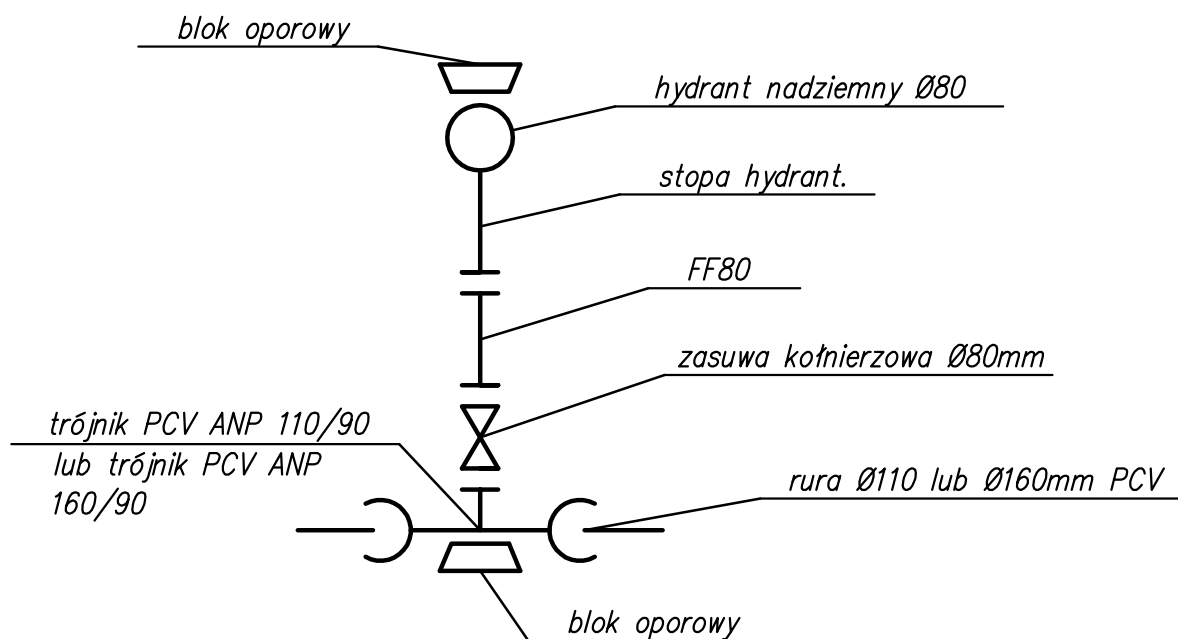 blok oporowy
hydrant nadziemny Ø80
stopa hydrant.
FF80
zasuwa kołnierzowa Ø80mm
trójnik PCV ANP 110/90
lub trójnik PCV ANP
160/90
rura Ø110 lub Ø160mm PCV
blok oporowy